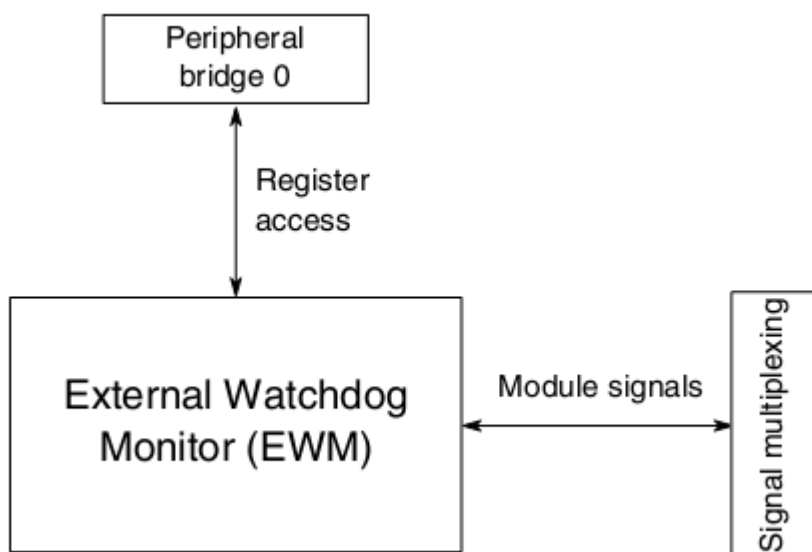 Peripheral
bridge 0
Register
access
External Watchdog
Monitor (EWM)
Module signals
Signal multiplexing